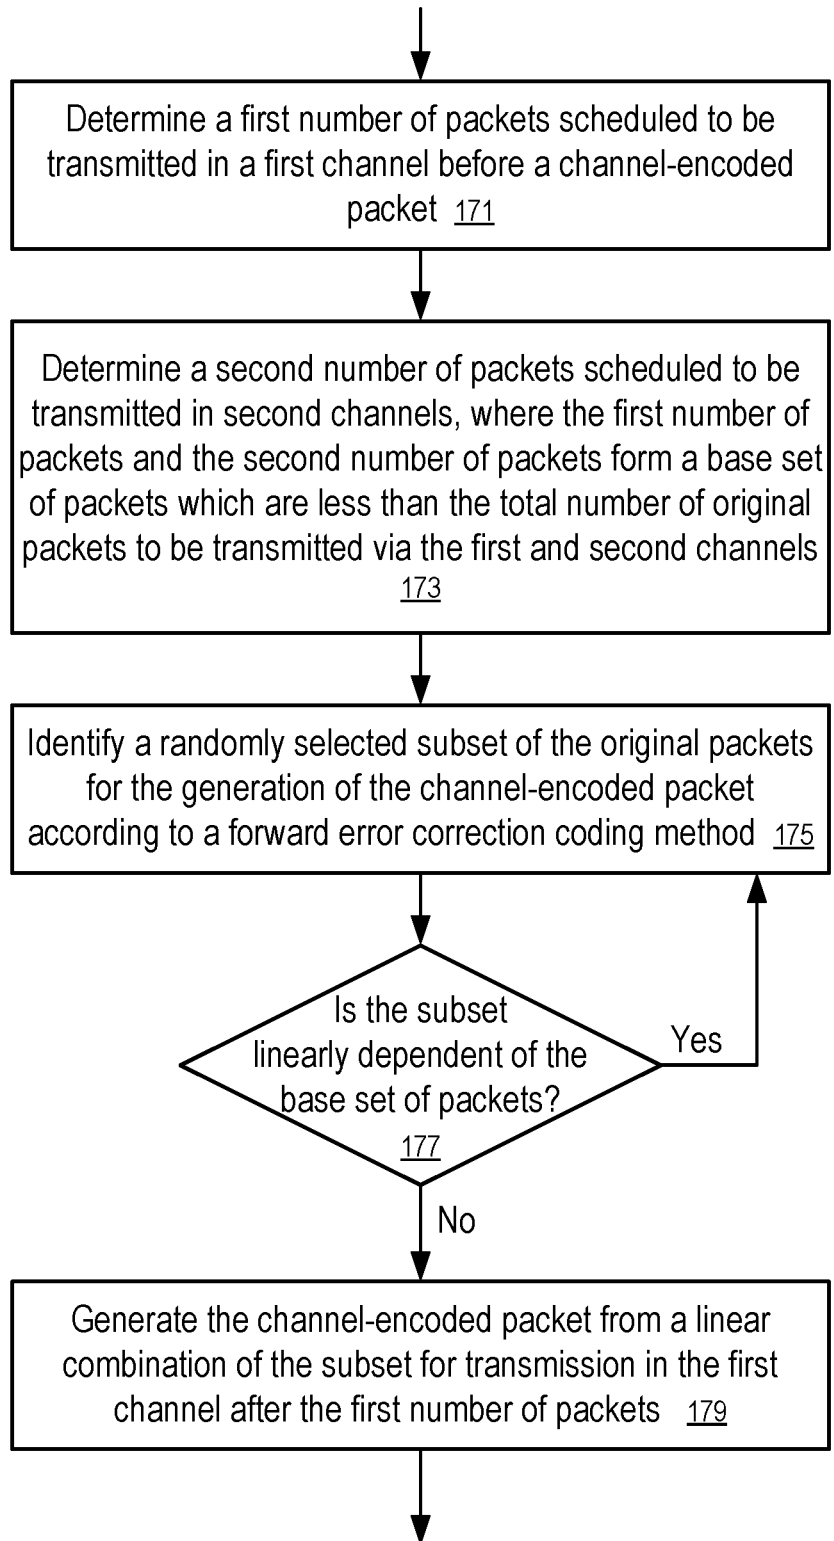 Determine a first number of packets scheduled to be
transmitted in a first channel before a channel-encoded
packet 171
Determine a second number of packets scheduled to be
transmitted in second channels, where the first number of
packets and the second number of packets form a base set
of packets which are less than the total number of original
packets to be transmitted via the first and second channels
173
Identify a randomly selected subset of the original packets
for the generation of the channel-encoded packet
according to a forward error correction coding method 175
Is the subset
linearly dependent of the
base set of packets?
177
Yes
No
Generate the channel-encoded packet from a linear
combination of the subset for transmission in the first
channel after the first number of packets 179